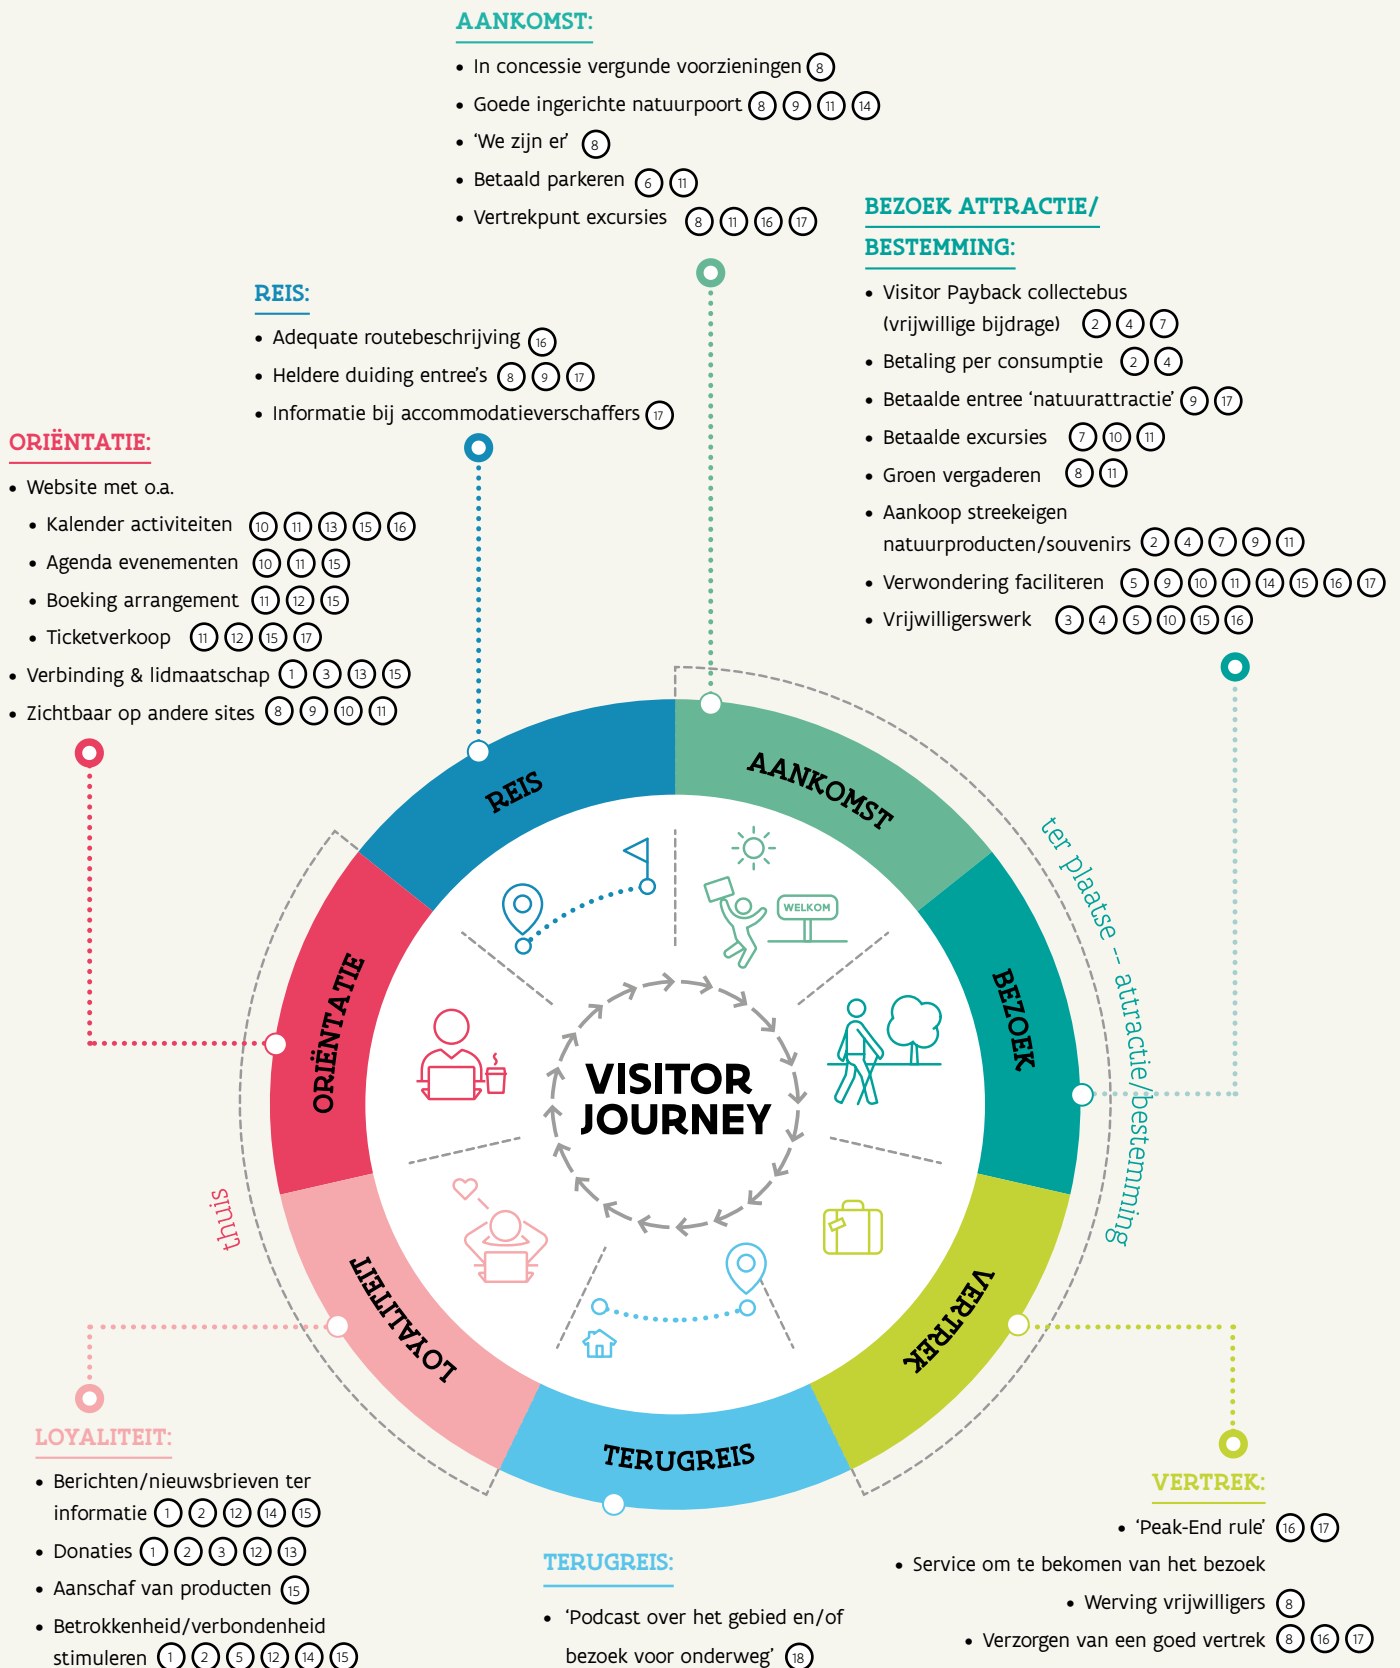 AANKOMST:
• In concessie vergunde voorzieningen 8
• Goede ingerichte natuurpoort 8 9 11 14
• ‘We zijn er’ 8
• Betaald parkeren 6 11
• Vertrekpunt excursies 8 11 16 17
BEZOEK ATTRACTIE/
BESTEMMING:
• Visitor Payback collectebus
(vrijwillige bijdrage) 2 4 7
• Betaling per consumptie 2 4
• Betaalde entree ‘natuurattractie’ 9 17
• Betaalde excursies 7 10 11
• Groen vergaderen 8 11
• Aankoop streekeigen
natuurproducten/souvenirs 2 4 7 9 11
• Verwondering faciliteren 5 9 10 11 14 15 16 17
• Vrijwilligerswerk 3 4 5 10 15 16
REIS:
• Adequate routebeschrijving 16
• Heldere duiding entree’s 8 9 17
• Informatie bij accommodatieverschaffers 17
ORIËNTATIE:
• Website met o.a.
• Kalender activiteiten 10 11 13 15 16
• Agenda evenementen 10 11 15
• Boeking arrangement 11 12 15
• Ticketverkoop 11 12 15 17
• Verbinding & lidmaatschap 1 3 13 15
• Zichtbaar op andere sites 8 9 10 11
REIS
AANKOMST
BEZOEK
VERTREK
TERUGREIS
LOYALITEIT
ORIËNTATIE
WELKOM
VISITOR
JOURNEY
ter plaatse -- attractie/bestemming
thuis
LOYALITEIT:
• Berichten/nieuwsbrieven ter
informatie 1 2 12 14 15
• Donaties 1 2 3 12 13
• Aanschaf van producten 15
• Betrokkenheid/verbondenheid
stimuleren 1 2 5 12 14 15
TERUGREIS:
• ‘Podcast over het gebied en/of
bezoek voor onderweg’ 18
VERTREK:
• ‘Peak-End rule’ 16 17
• Service om te bekomen van het bezoek
• Werving vrijwilligers 8
• Verzorgen van een goed vertrek 8 16 17